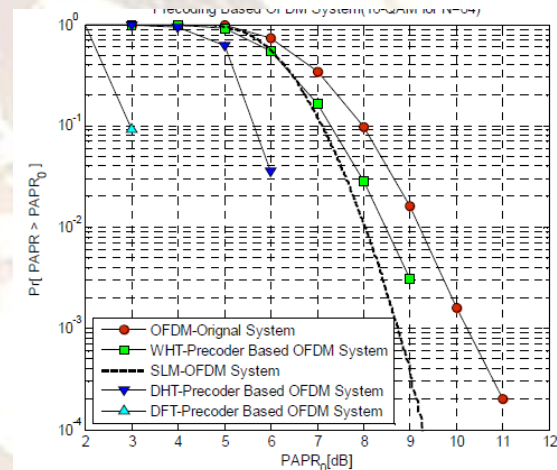 Precoding Based OFDM System(16-QAM for N=64)
10^0
10^-1
10^-2
10^-3
10^-4
Pr[ PAPR > PAPR_0 ]
OFDM-Orignal System
WHT-Precoder Based OFDM System
SLM-OFDM System
DHT-Precoder Based OFDM System
DFT-Precoder Based OFDM System
2 3 4 5 6 7 8 9 10 11 12
PAPR_0[dB]